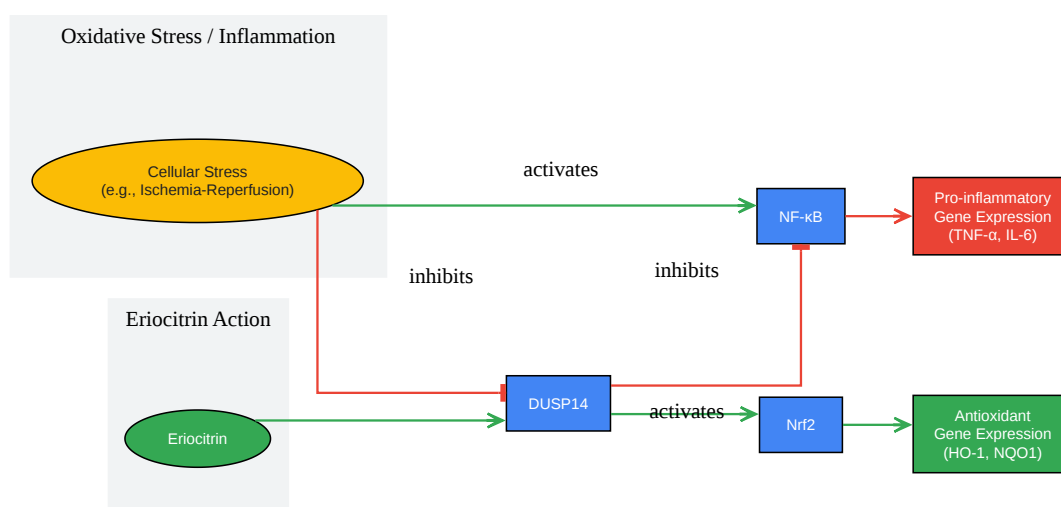 Oxidative Stress / Inflammation
Cellular Stress
(e.g., Ischemia-Reperfusion)
activates
NF-κB
Pro-inflammatory
Gene Expression
(TNF-α, IL-6)
inhibits
inhibits
Eriocitrin Action
Eriocitrin
DUSP14
activates
Nrf2
Antioxidant
Gene Expression
(HO-1, NQO1)